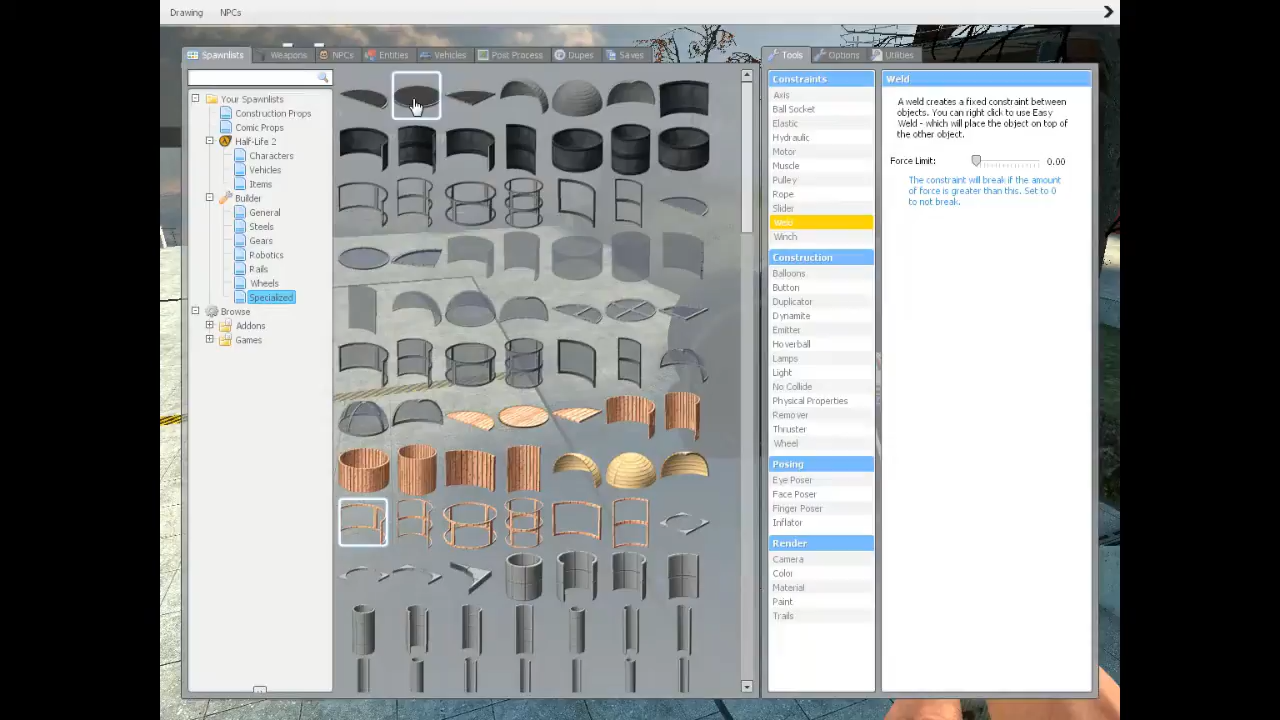 Drawing NPCs
Spawnlists Weapons NPCs Entities Vehicles Post Process Dupes Saves
Your Spawnlists
Construction Props
Comic Props
Half-Life 2
Characters
Vehicles
Items
Builder
General
Steels
Gears
Robotics
Rails
Wheels
Specialized
Browse
Addons
Games
Tools Options Utilities
Constraints
Axis
Ball Socket
Elastic
Hydraulic
Motor
Muscle
Pulley
Rope
Slider
Weld
Winch
Construction
Balloons
Button
Duplicator
Dynamite
Emitter
Hoverball
Lamps
Light
No Collide
Physical Properties
Remover
Thruster
Wheel
Posing
Eye Poser
Face Poser
Finger Poser
Inflator
Render
Camera
Color
Material
Paint
Trails
Weld
A weld creates a fixed constraint between
objects. You can right click to use Easy
Weld - which will place the object on top of
the other object.
Force Limit: 0.00
The constraint will break if the amount
of force is greater than this. Set to 0
to not break.